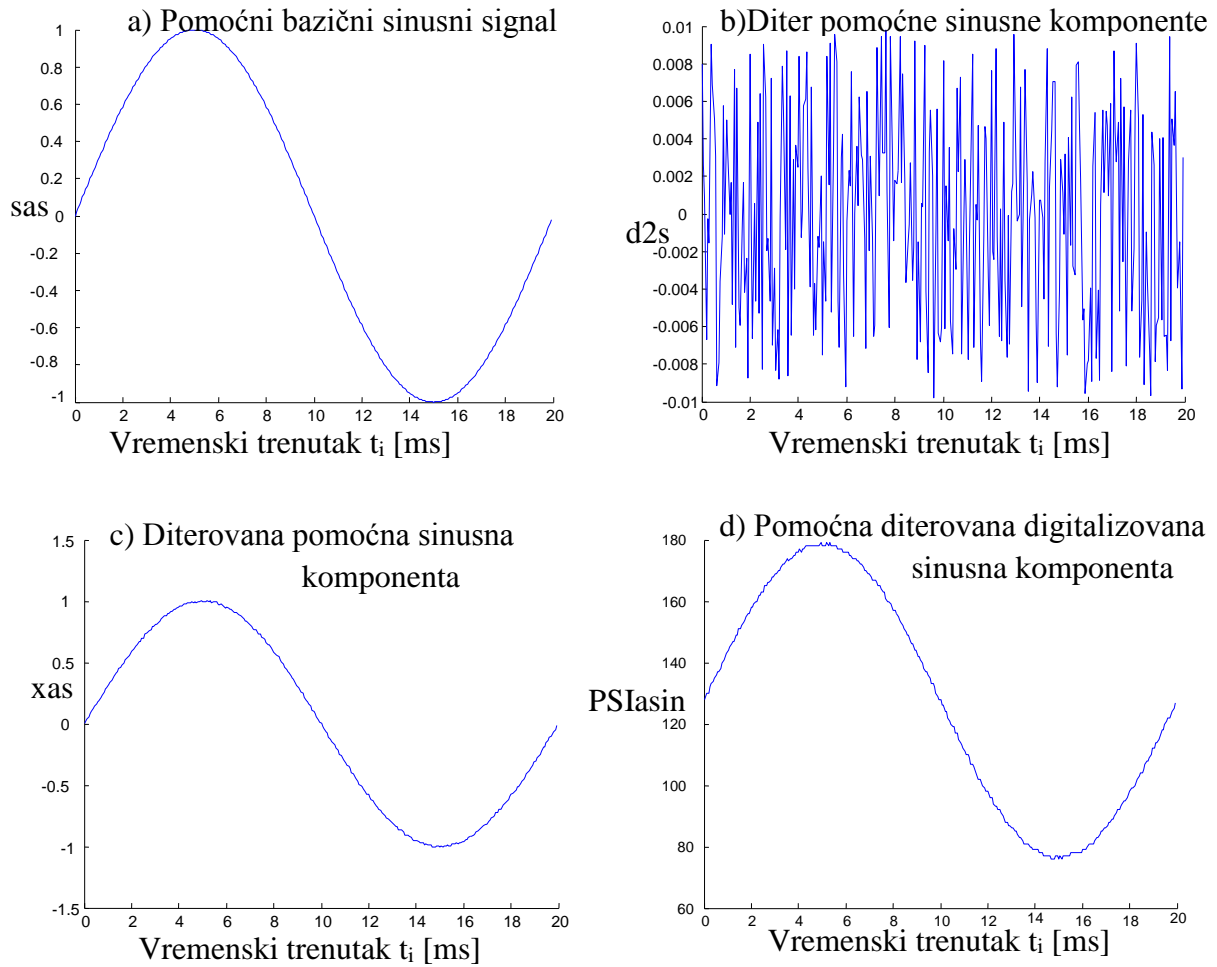 a) Pomoćni bazični sinusni signal
1
0.8
0.6
0.4
0.2
sas
0
-0.2
-0.4
-0.6
-0.8
-1
0 2 4 6 8 10 12 14 16 18 20
Vremenski trenutak ti [ms]
b)Diter pomoćne sinusne komponente
0.01
0.008
0.006
0.004
0.002
0
d2s
-0.002
-0.004
-0.006
-0.008
-0.01
0 2 4 6 8 10 12 14 16 18 20
Vremenski trenutak ti [ms]
c) Diterovana pomoćna sinusna
komponenta
1.5
1
0.5
xas
0
-0.5
-1
-1.5
0 2 4 6 8 10 12 14 16 18 20
Vremenski trenutak ti [ms]
d) Pomoćna diterovana digitalizovana
sinusna komponenta
180
160
140
PSIasin
120
100
80
60
0 2 4 6 8 10 12 14 16 18 20
Vremenski trenutak ti [ms]